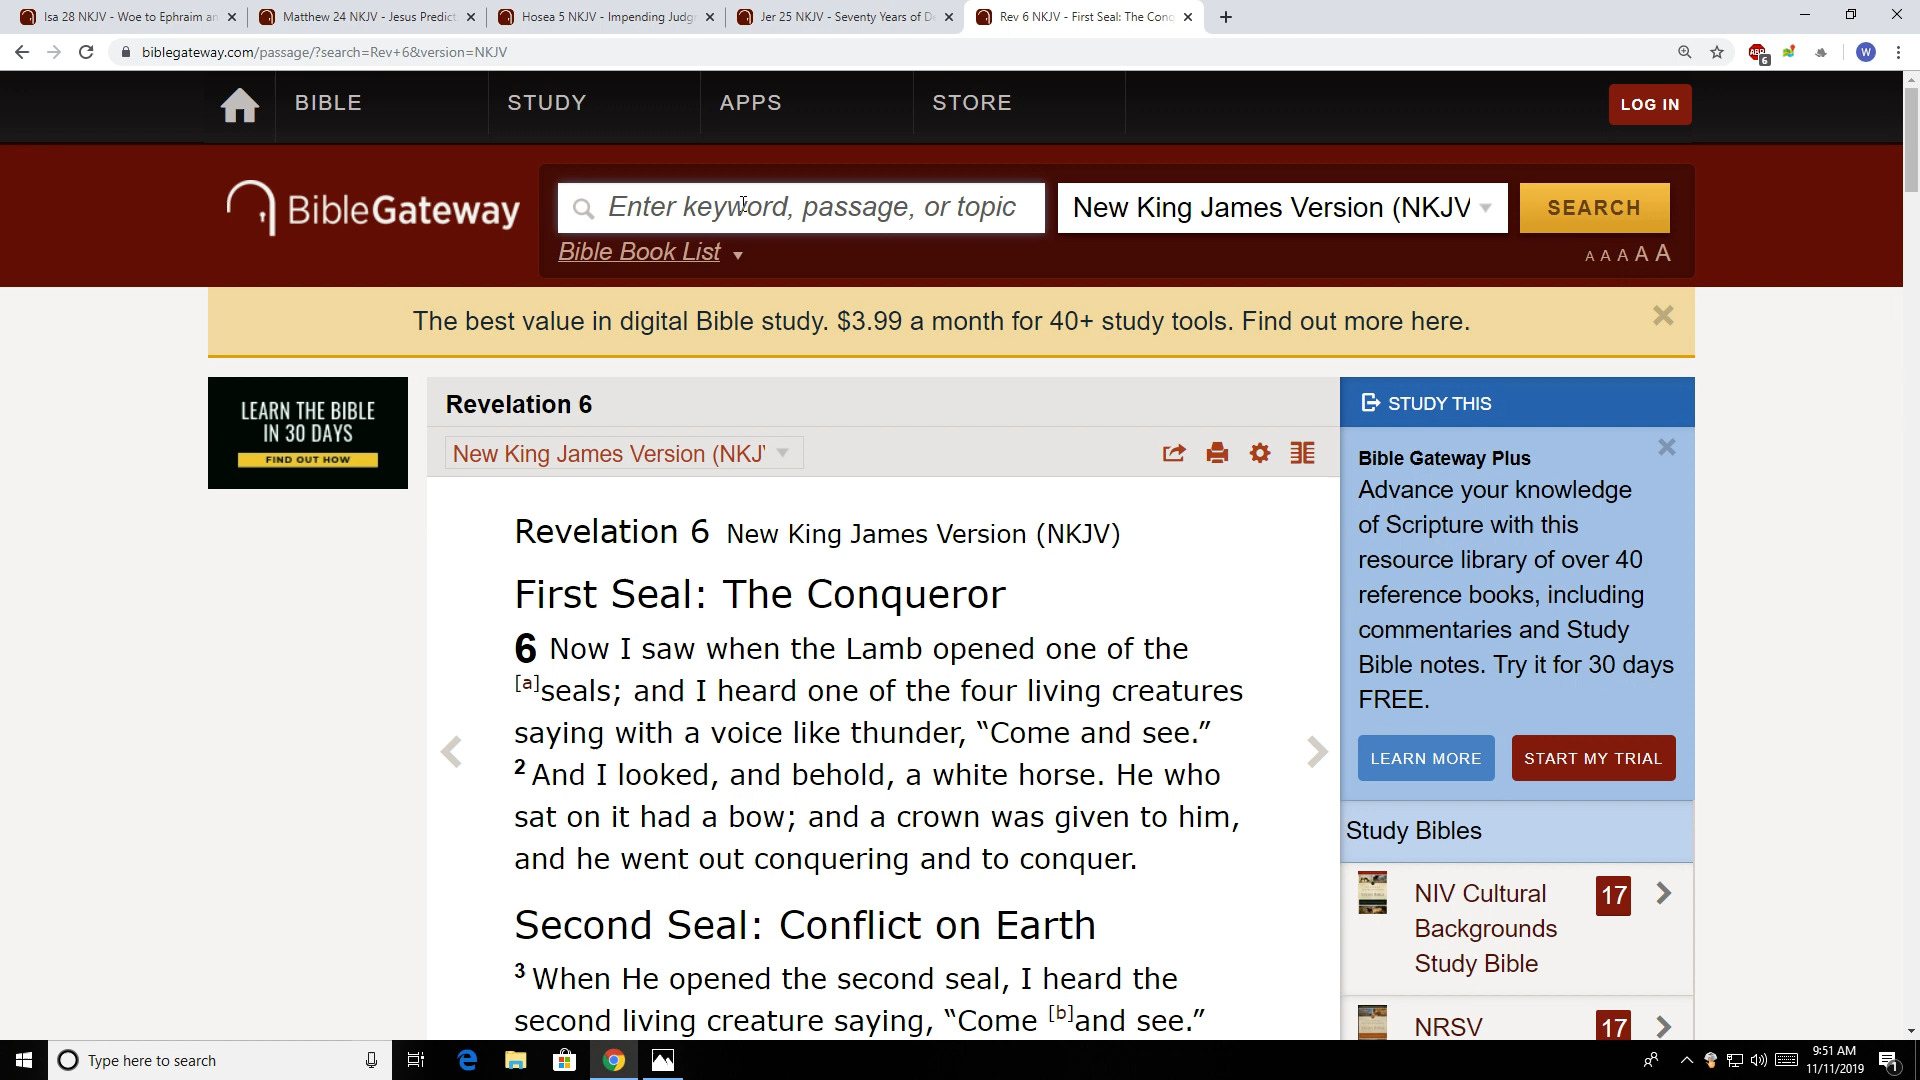 Isa 28 NKJV - Woe to Ephraim an
Matthew 24 NKJV - Jesus Predict
Hosea 5 NKJV - Impending Judg
Jer 25 NKJV - Seventy Years of D
Rev 6 NKJV - First Seal: The Conq
biblegateway.com/passage/?search=Rev+6&version=NKJV
ABP
6
W
BIBLE
STUDY
APPS
STORE
LOG IN
BibleGateway
Enter keyword, passage, or topic
New King James Version (NKJV
SEARCH
Bible Book List
A A A A A
The best value in digital Bible study. $3.99 a month for 40+ study tools. Find out more here.
LEARN THE BIBLE
IN 30 DAYS
FIND OUT HOW
Revelation 6
New King James Version (NKJV
Revelation 6 New King James Version (NKJV)
First Seal: The Conqueror
6 Now I saw when the Lamb opened one of the
[a]seals; and I heard one of the four living creatures
saying with a voice like thunder, “Come and see.”
2 And I looked, and behold, a white horse. He who
sat on it had a bow; and a crown was given to him,
and he went out conquering and to conquer.
Second Seal: Conflict on Earth
3 When He opened the second seal, I heard the
second living creature saying, “Come [b]and see.”
STUDY THIS
Bible Gateway Plus
Advance your knowledge
of Scripture with this
resource library of over 40
reference books, including
commentaries and Study
Bible notes. Try it for 30 days
FREE.
LEARN MORE
START MY TRIAL
Study Bibles
NIV Cultural
Backgrounds
Study Bible
17
NRSV
17
Type here to search
9:51 AM
11/11/2019
1